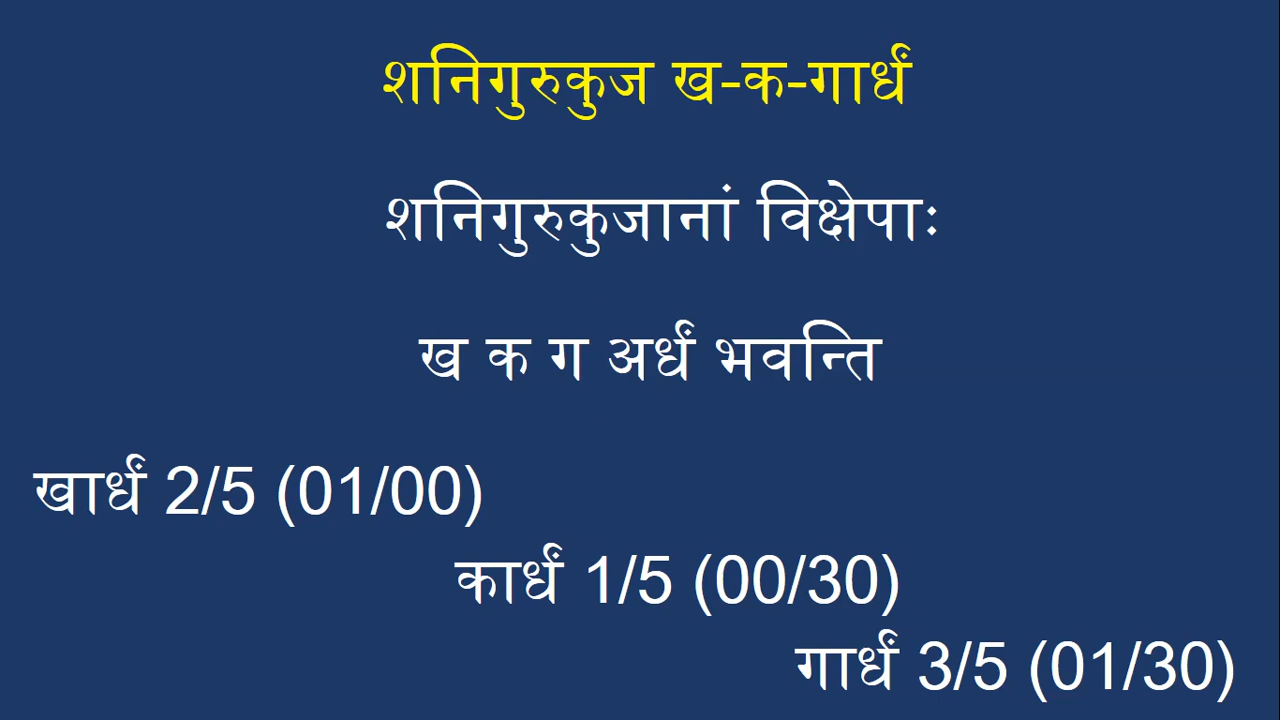 शनिगुरुकुज ख-क-गार्धं
शनिगुरुकुजानां विक्षेपाः
ख क ग अर्धं भवन्ति
खार्धं 2/5 (01/00)
कार्धं 1/5 (00/30)
गार्धं 3/5 (01/30)